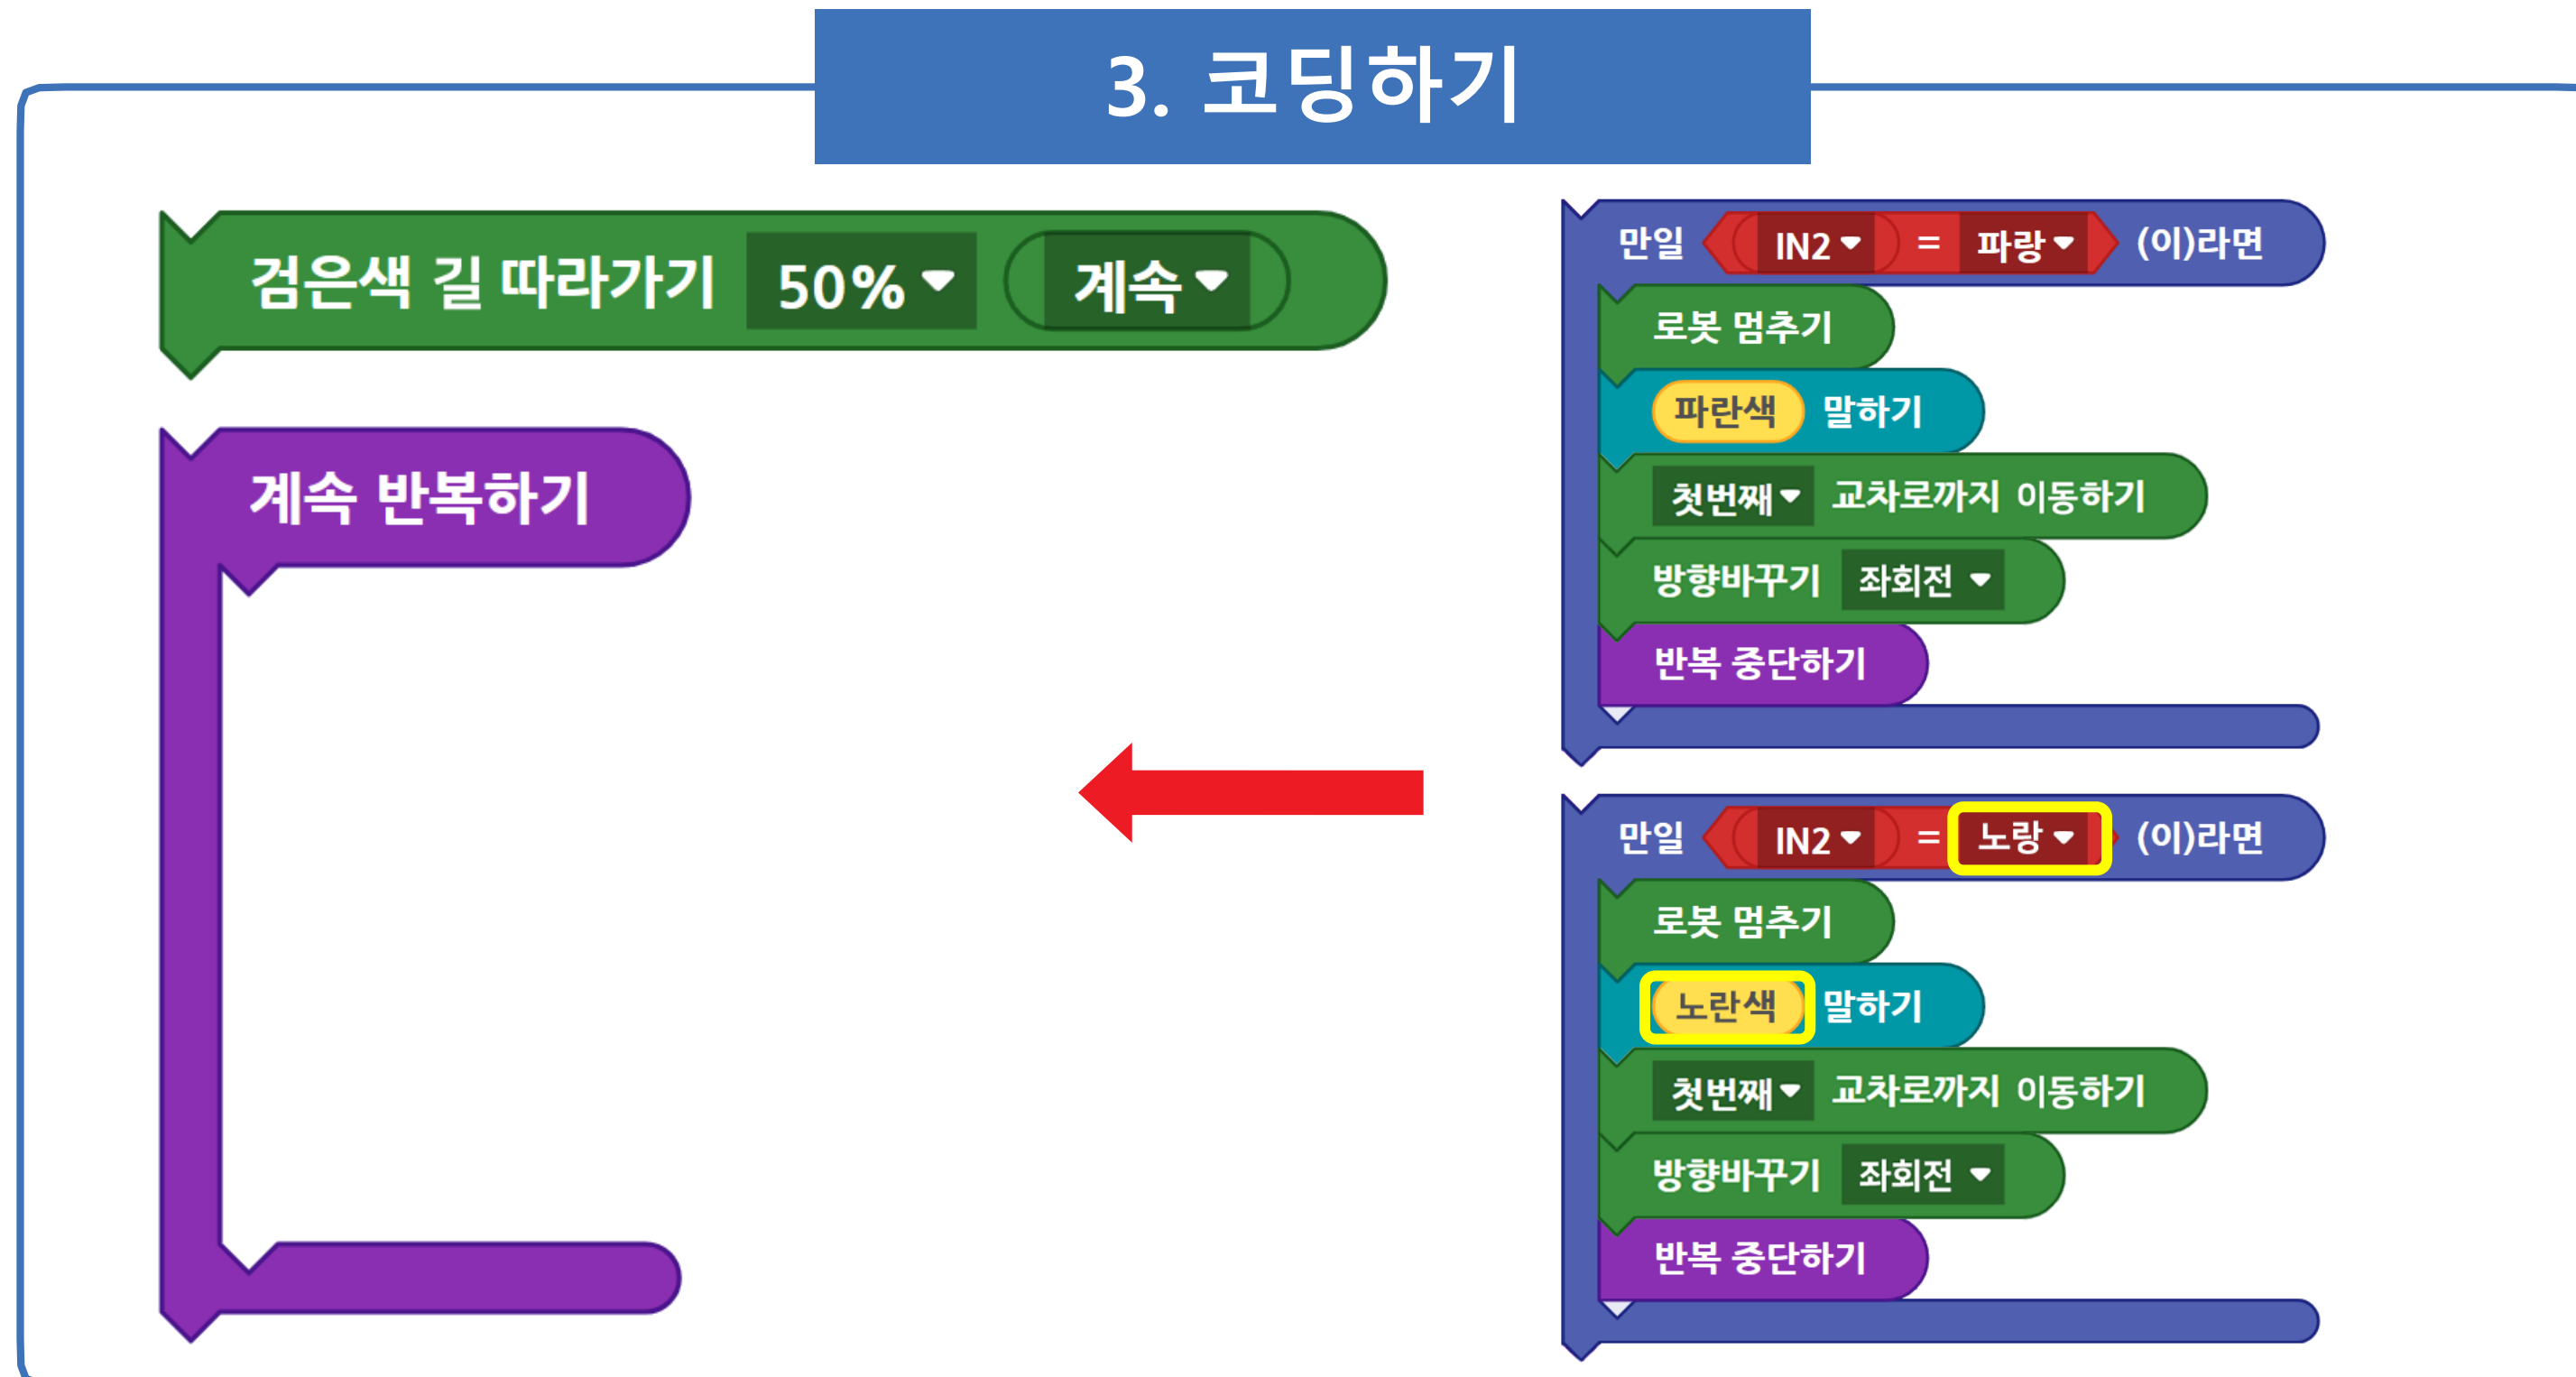 3. 코딩하기
검은색 길 따라가기 50% 계속
계속 반복하기
만일 IN2 = 파랑 (이)라면
로봇 멈추기
파란색 말하기
첫번째 교차로까지 이동하기
방향바꾸기 좌회전
반복 중단하기
만일 IN2 = 노랑 (이)라면
로봇 멈추기
노란색 말하기
첫번째 교차로까지 이동하기
방향바꾸기 좌회전
반복 중단하기